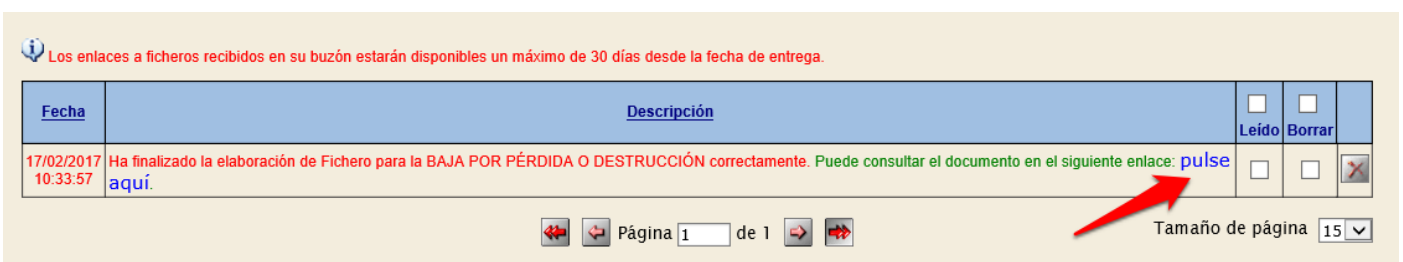 Los enlaces a ficheros recibidos en su buzón estarán disponibles un máximo de 30 días desde la fecha de entrega.
Fecha Descripción Leído Borrar
17/02/2017 Ha finalizado la elaboración de Fichero para la BAJA POR PÉRDIDA O DESTRUCCIÓN correctamente. Puede consultar el documento en el siguiente enlace: pulse
10:33:57 aquí.
Página 1 de 1 Tamaño de página 15